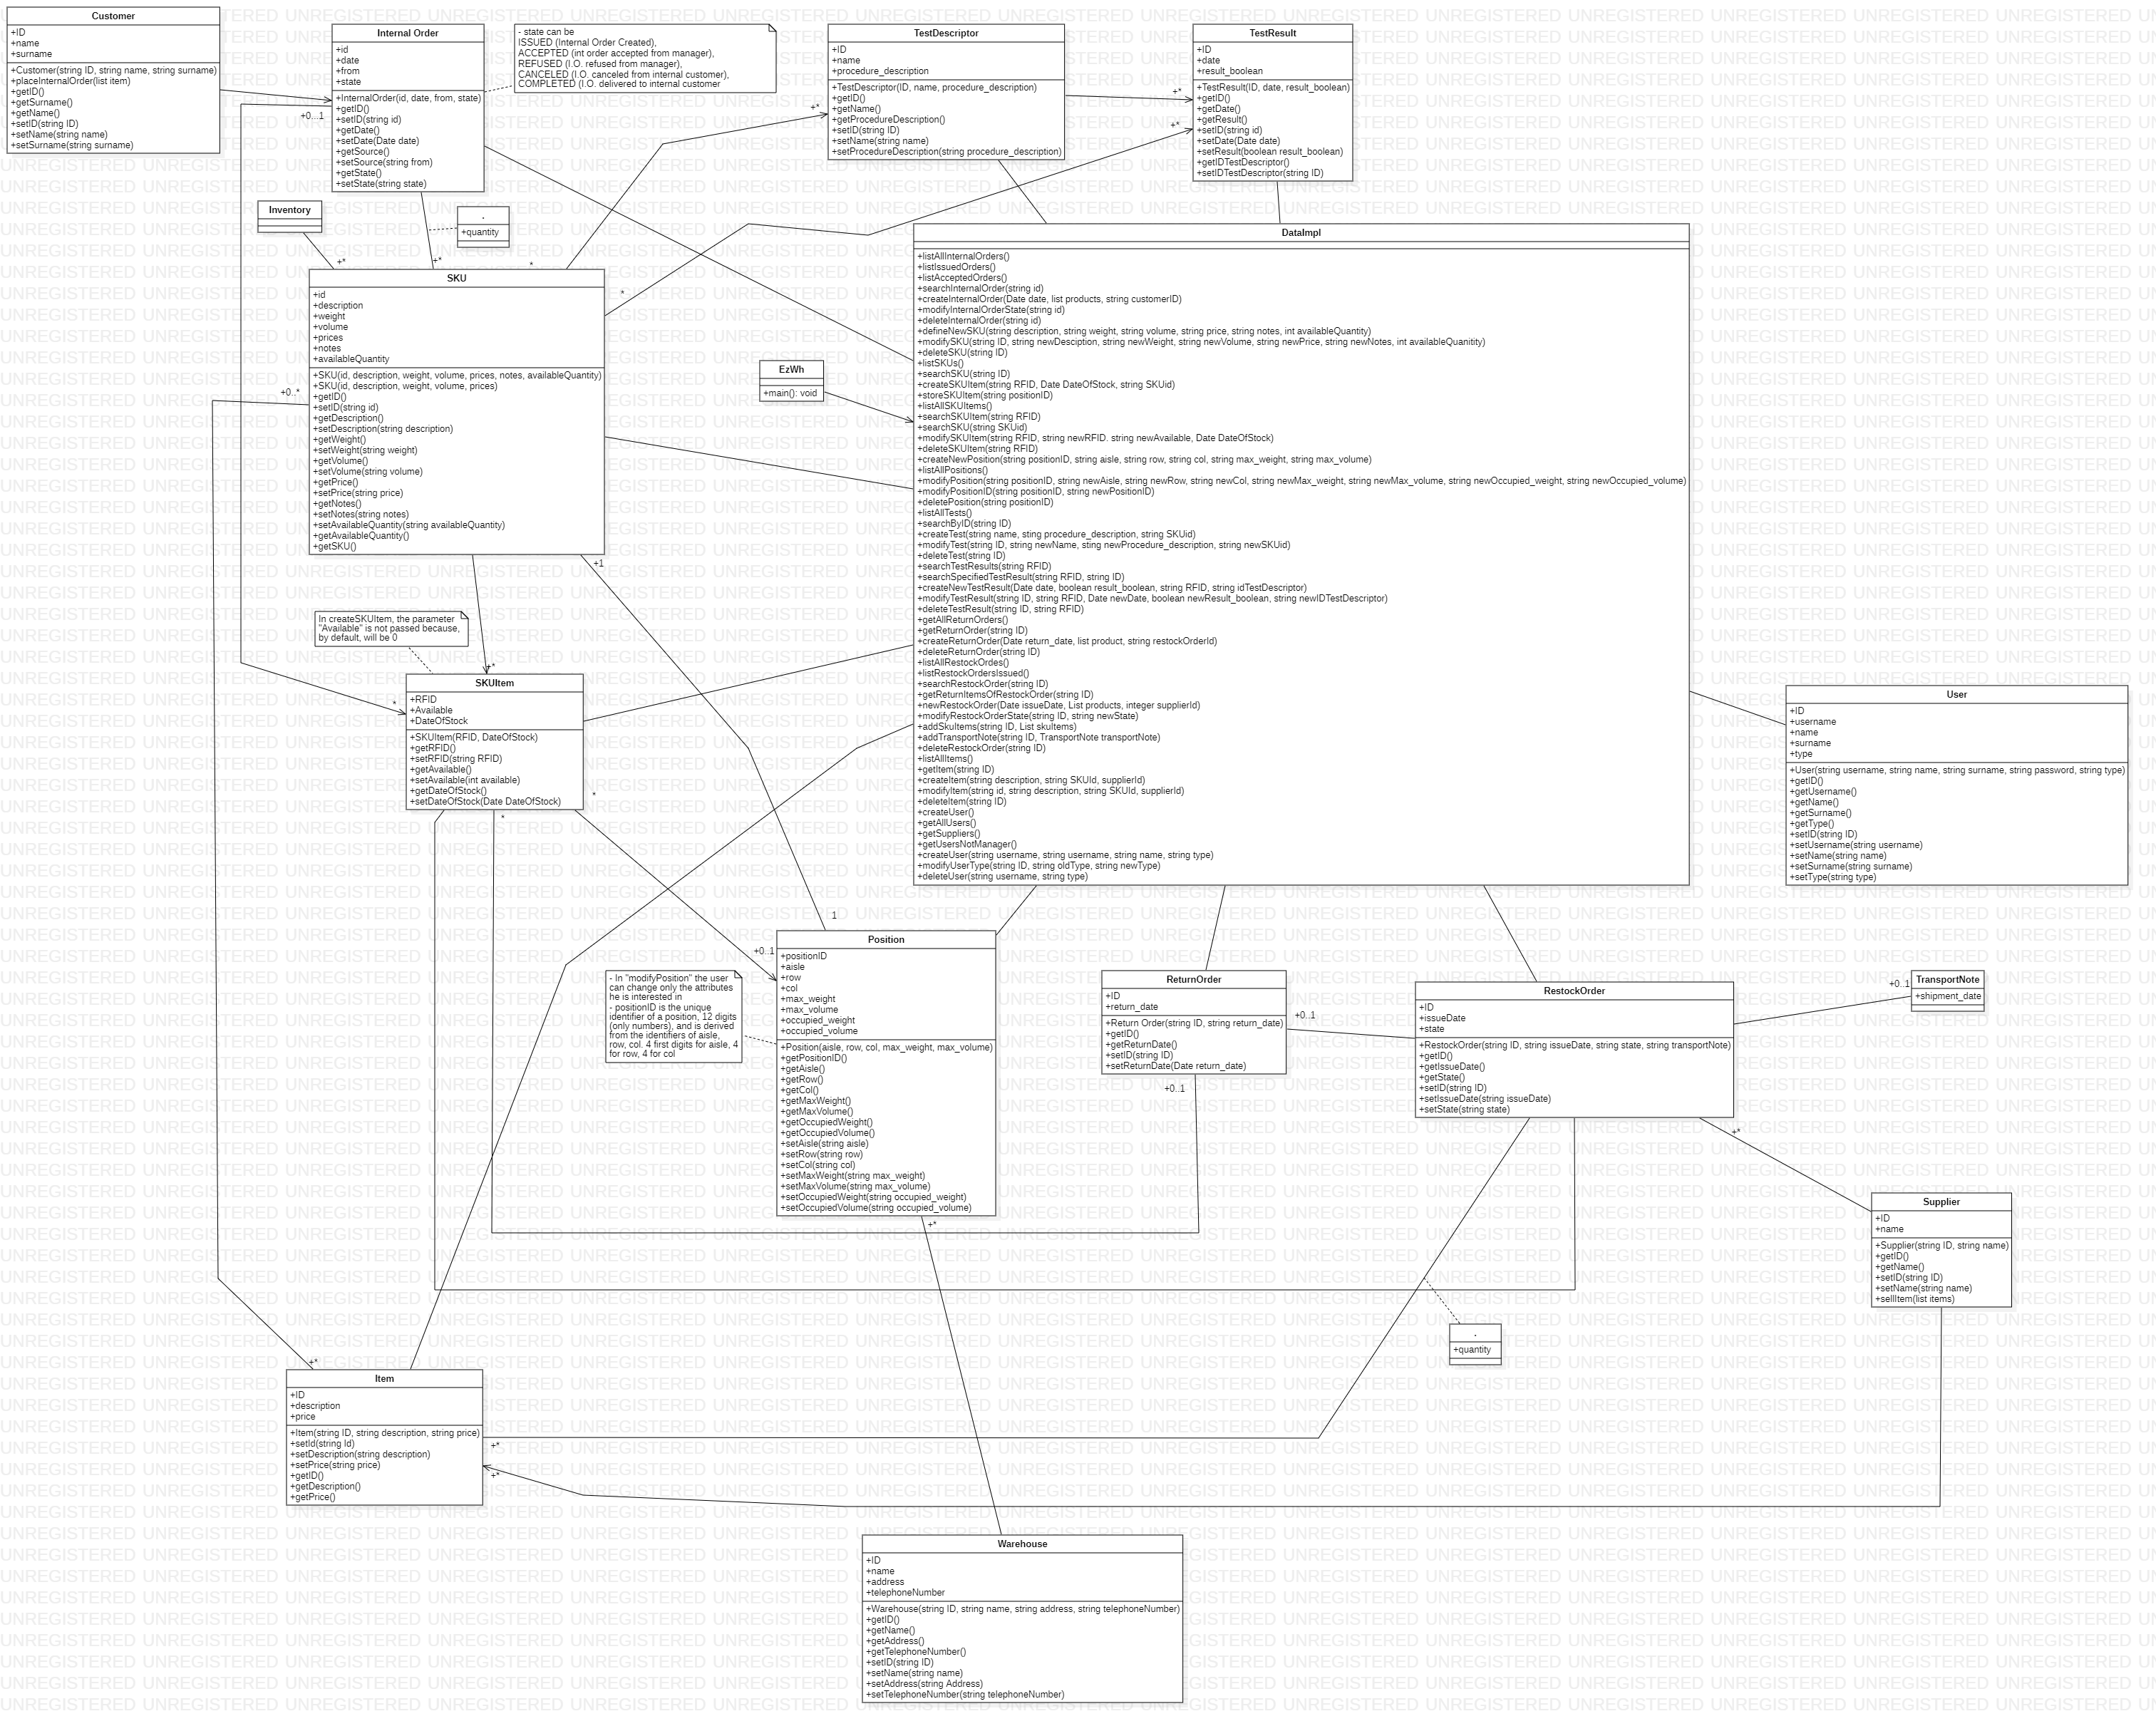 Customer
+ID
+name
+surname
+Customer(string ID, string name, string surname)
+placeInternalOrder(list item)
+getID()
+getSurname()
+getName()
+setID(string ID)
+setName(string name)
+setSurname(string surname)
Internal Order
+id
+date
+from
+state
+InternalOrder(id, date, from, state)
+getID()
+setID(string id)
+getDate()
+setDate(Date date)
+getSource()
+setSource(string from)
+getState()
+setState(string state)
+0...1
- state can be
ISSUED (Internal Order Created),
ACCEPTED (int order accepted from manager),
REFUSED (I.O. refused from manager),
CANCELED (I.O. canceled from internal customer),
COMPLETED (I.O. delivered to internal customer
TestDescriptor
+ID
+name
+procedure_description
+TestDescriptor(ID, name, procedure_description)
+getID()
+getName()
+getProcedureDescription()
+setID(string ID)
+setName(string name)
+setProcedureDescription(string procedure_description)
+*
TestResult
+ID
+date
+result_boolean
+TestResult(ID, date, result_boolean)
+getID()
+getDate()
+getResult()
+setID(string id)
+setDate(Date date)
+setResult(boolean result_boolean)
+getIDTestDescriptor()
+setIDTestDescriptor(string ID)
+*
+*
Inventory
.
+quantity
+*
+*
*
*
SKU
+id
+description
+weight
+volume
+prices
+notes
+availableQuantity
+SKU(id, description, weight, volume, prices, notes, availableQuantity)
+SKU(id, description, weight, volume, prices)
+getID()
+setID(string id)
+getDescription()
+setDescription(string description)
+getWeight()
+setWeight(string weight)
+getVolume()
+setVolume(string volume)
+getPrice()
+setPrice(string price)
+getNotes()
+setNotes(string notes)
+setAvailableQuantity(string availableQuantity)
+getAvailableQuantity()
+getSKU()
+0..*
+1
EzWh
+main(): void
DataImpl
+listAllInternalOrders()
+listIssuedOrders()
+listAcceptedOrders()
+searchInternalOrder(string id)
+createInternalOrder(Date date, list products, string customerID)
+modifyInternalOrderState(string id)
+deleteInternalOrder(string id)
+defineNewSKU(string description, string weight, string volume, string price, string notes, int availableQuantity)
+modifySKU(string ID, string newDesciption, string newWeight, string newVolume, string newPrice, string newNotes, int availableQuanitity)
+deleteSKU(string ID)
+listSKUs()
+searchSKU(string ID)
+createSKUItem(string RFID, Date DateOfStock, string SKUid)
+storeSKUItem(string positionID)
+listAllSKUItems()
+searchSKUItem(string RFID)
+searchSKU(string SKUid)
+modifySKUItem(string RFID, string newRFID. string newAvailable, Date DateOfStock)
+deleteSKUItem(string RFID)
+createNewPosition(string positionID, string aisle, string row, string col, string max_weight, string max_volume)
+listAllPositions()
+modifyPosition(string positionID, string newAisle, string newRow, string newCol, string newMax_weight, string newMax_volume, string newOccupied_weight, string newOccupied_volume)
+modifyPositionID(string positionID, string newPositionID)
+deletePosition(string positionID)
+listAllTests()
+searchByID(string ID)
+createTest(string name, sting procedure_description, string SKUid)
+modifyTest(string ID, string newName, sting newProcedure_description, string newSKUid)
+deleteTest(string ID)
+searchTestResults(string RFID)
+searchSpecifiedTestResult(string RFID, string ID)
+createNewTestResult(Date date, boolean result_boolean, string RFID, string idTestDescriptor)
+modifyTestResult(string ID, string RFID, Date newDate, boolean newResult_boolean, string newIDTestDescriptor)
+deleteTestResult(string ID, string RFID)
+getAllReturnOrders()
+getReturnOrder(string ID)
+createReturnOrder(Date return_date, list product, string restockOrderId)
+deleteReturnOrder(string ID)
+listAllRestockOrdes()
+listRestockOrdersIssued()
+searchRestockOrder(string ID)
+getReturnItemsOfRestockOrder(string ID)
+newRestockOrder(Date issueDate, List products, integer supplierId)
+modifyRestockOrderState(string ID, string newState)
+addSkuItems(string ID, List skuItems)
+addTransportNote(string ID, TransportNote transportNote)
+deleteRestockOrder(string ID)
+listAllItems()
+getItem(string ID)
+createItem(string description, string SKUId, supplierId)
+modifyItem(string id, string description, string SKUId, supplierId)
+deleteItem(string ID)
+createUser()
+getAllUsers()
+getSuppliers()
+getUsersNotManager()
+createUser(string username, string username, string name, string type)
+modifyUserType(string ID, string oldType, string newType)
+deleteUser(string username, string type)
In createSKUItem, the parameter
"Available" is not passed because,
by default, will be 0
+*
*
SKUItem
+RFID
+Available
+DateOfStock
+SKUItem(RFID, DateOfStock)
+getRFID()
+setRFID(string RFID)
+getAvailable()
+setAvailable(int available)
+getDateOfStock()
+setDateOfStock(Date DateOfStock)
*
*
User
+ID
+username
+name
+surname
+type
+User(string username, string name, string surname, string password, string type)
+getID()
+getUsername()
+getName()
+getSurname()
+getType()
+setID(string ID)
+setUsername(string username)
+setName(string name)
+setSurname(string surname)
+setType(string type)
1
+0..1
Position
+positionID
+aisle
+row
+col
+max_weight
+max_volume
+occupied_weight
+occupied_volume
+Position(aisle, row, col, max_weight, max_volume)
+getPositionID()
+getAisle()
+getRow()
+getCol()
+getMaxWeight()
+getMaxVolume()
+getOccupiedWeight()
+getOccupiedVolume()
+setAisle(string aisle)
+setRow(string row)
+setCol(string col)
+setMaxWeight(string max_weight)
+setMaxVolume(string max_volume)
+setOccupiedWeight(string occupied_weight)
+setOccupiedVolume(string occupied_volume)
+*
- In "modifyPosition" the user
can change only the attributes
he is interested in
- positionID is the unique
identifier of a position, 12 digits
(only numbers), and is derived
from the identifiers of aisle,
row, col. 4 first digits for aisle, 4
for row, 4 for col
ReturnOrder
+ID
+return_date
+Return Order(string ID, string return_date)
+getID()
+getReturnDate()
+setID(string ID)
+setReturnDate(Date return_date)
+0..1
+0..1
RestockOrder
+ID
+issueDate
+state
+RestockOrder(string ID, string issueDate, string state, string transportNote)
+getID()
+getIssueDate()
+getState()
+setID(string ID)
+setIssueDate(string issueDate)
+setState(string state)
+*
+0..1
TransportNote
+shipment_date
Supplier
+ID
+name
+Supplier(string ID, string name)
+getID()
+getName()
+setID(string ID)
+setName(string name)
+sellItem(list items)
.
+quantity
+*
Item
+ID
+description
+price
+Item(string ID, string description, string price)
+setId(string Id)
+setDescription(string description)
+setPrice(string price)
+getID()
+getDescription()
+getPrice()
+*
+*
Warehouse
+ID
+name
+address
+telephoneNumber
+Warehouse(string ID, string name, string address, string telephoneNumber)
+getID()
+getName()
+getAddress()
+getTelephoneNumber()
+setID(string ID)
+setName(string name)
+setAddress(string Address)
+setTelephoneNumber(string telephoneNumber)
UNREGISTERED